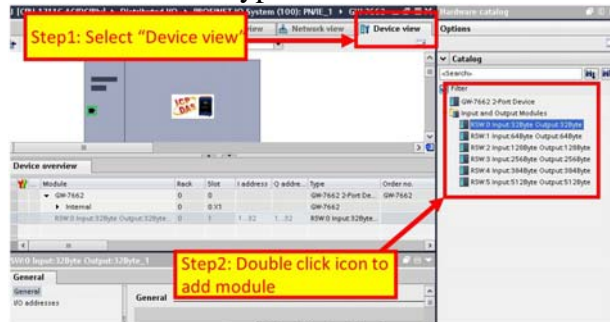 Step1: Select "Device view"
Network view
Device view
Hardware catalog
Options
Catalog
<Search>
Filter
GW-7662 2-Port Device
Input and Output Modules
RSW:0 Input:32Byte Output:32Byte
RSW:1 Input:64Byte Output:64Byte
RSW:2 Input:128Byte Output:128Byte
RSW:3 Input:256Byte Output:256Byte
RSW:4 Input:384Byte Output:384Byte
RSW:5 Input:512Byte Output:512Byte
ICP
DAS
Device overview
Module Rack Slot I address Q addre... Type Order no.
GW-7662 0 0 GW-7662 2-Port De... GW-7662
Internal 0 0 X1 GW-7662
RSW:0 Input:32Byte Output:32Byte... 0 1 1...32 1...32 RSW:0 Input:32Byte...
Step2: Double click icon to
add module
RSW:0 Input:32Byte Output:32Byte_1
General
General
I/O addresses
General